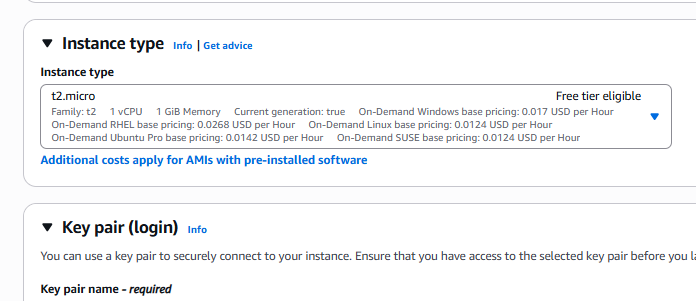 Instance type Info | Get advice
Instance type
t2.micro Free tier eligible
Family: t2 1 vCPU 1 GiB Memory Current generation: true On-Demand Windows base pricing: 0.017 USD per Hour
On-Demand RHEL base pricing: 0.0268 USD per Hour On-Demand Linux base pricing: 0.0124 USD per Hour
On-Demand Ubuntu Pro base pricing: 0.0142 USD per Hour On-Demand SUSE base pricing: 0.0124 USD per Hour
Additional costs apply for AMIs with pre-installed software
Key pair (login) Info
You can use a key pair to securely connect to your instance. Ensure that you have access to the selected key pair before you la
Key pair name - required